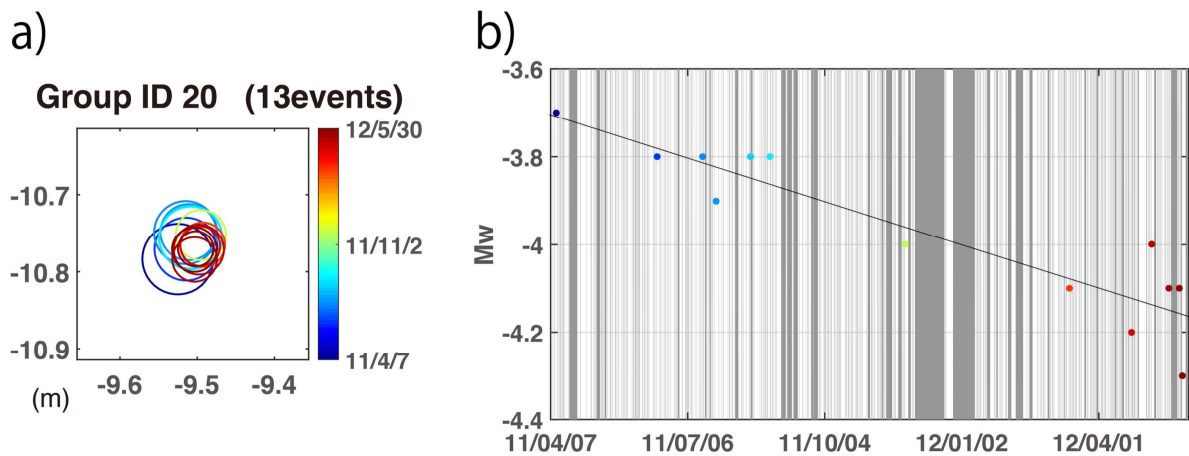 a)
Group ID 20 (13events)
-10.7
-10.8
-10.9
-9.6 -9.5 -9.4
(m)
12/5/30
11/11/2
11/4/7
b)
Mw
-3.6
-3.8
-4
-4.2
-4.4
11/04/07 11/07/06 11/10/04 12/01/02 12/04/01